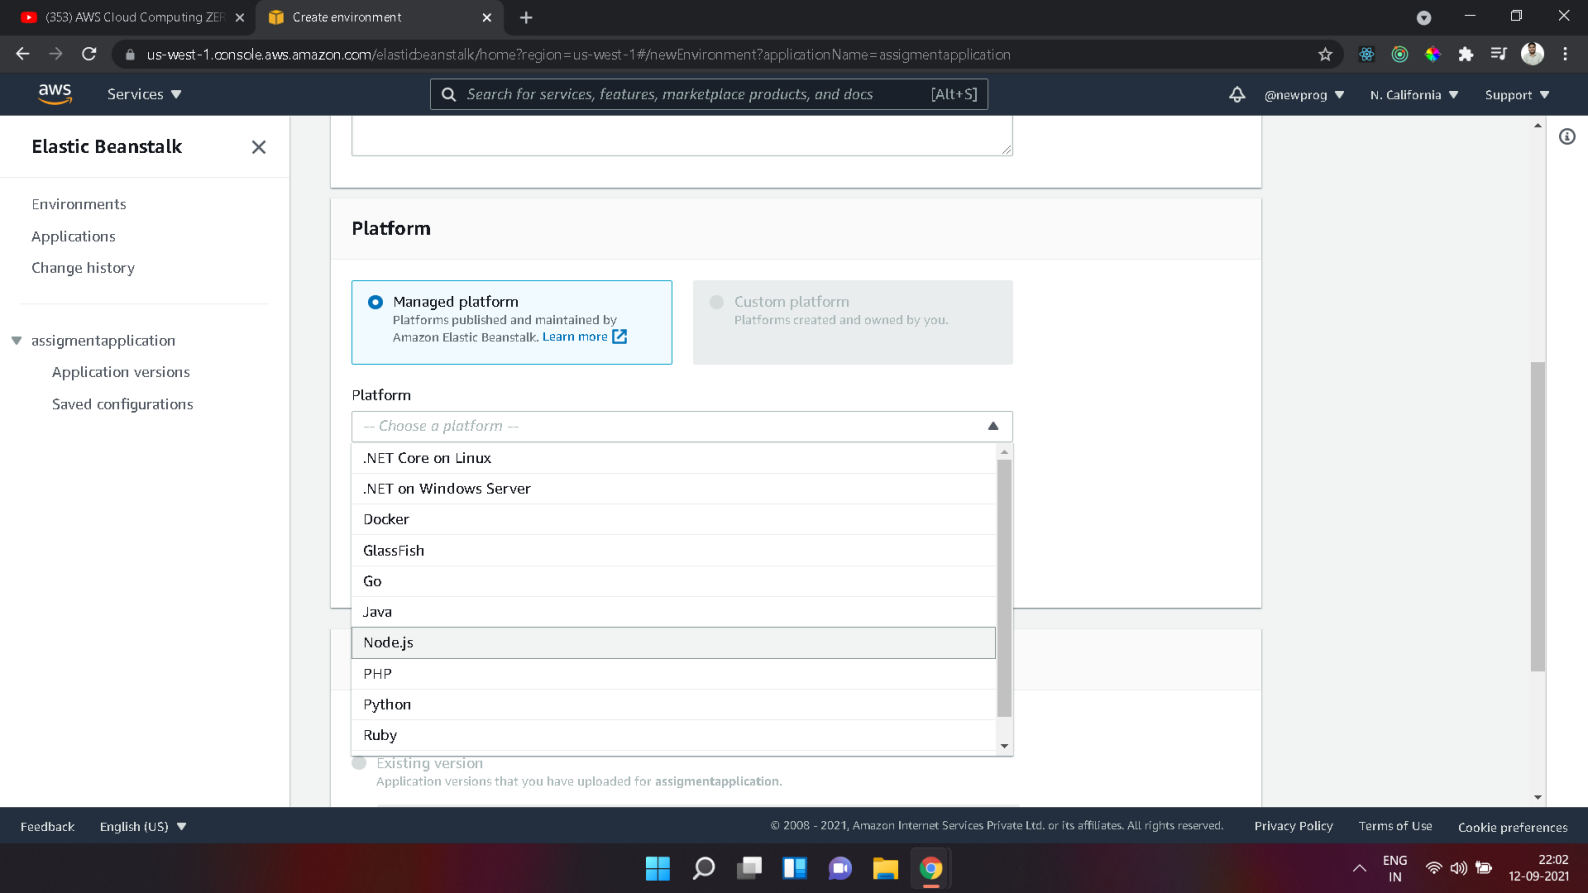 (353) AWS Cloud Computing ZER
Create environment
us-west-1.console.aws.amazon.com/elasticbeanstalk/home?region=us-west-1#/newEnvironment?applicationName=assigmentapplication
aws
Services
Search for services, features, marketplace products, and docs
[Alt+S]
@newprog
N. California
Support
Elastic Beanstalk
Environments
Applications
Change history
assigmentapplication
Application versions
Saved configurations
Platform
Managed platform
Platforms published and maintained by
Amazon Elastic Beanstalk. Learn more
Custom platform
Platforms created and owned by you.
Platform
-- Choose a platform --
.NET Core on Linux
.NET on Windows Server
Docker
GlassFish
Go
Java
Node.js
PHP
Python
Ruby
Existing version
Application versions that you have uploaded for assigmentapplication.
Feedback
English (US)
© 2008 - 2021, Amazon Internet Services Private Ltd. or its affiliates. All rights reserved.
Privacy Policy
Terms of Use
Cookie preferences
ENG
IN
22:02
12-09-2021